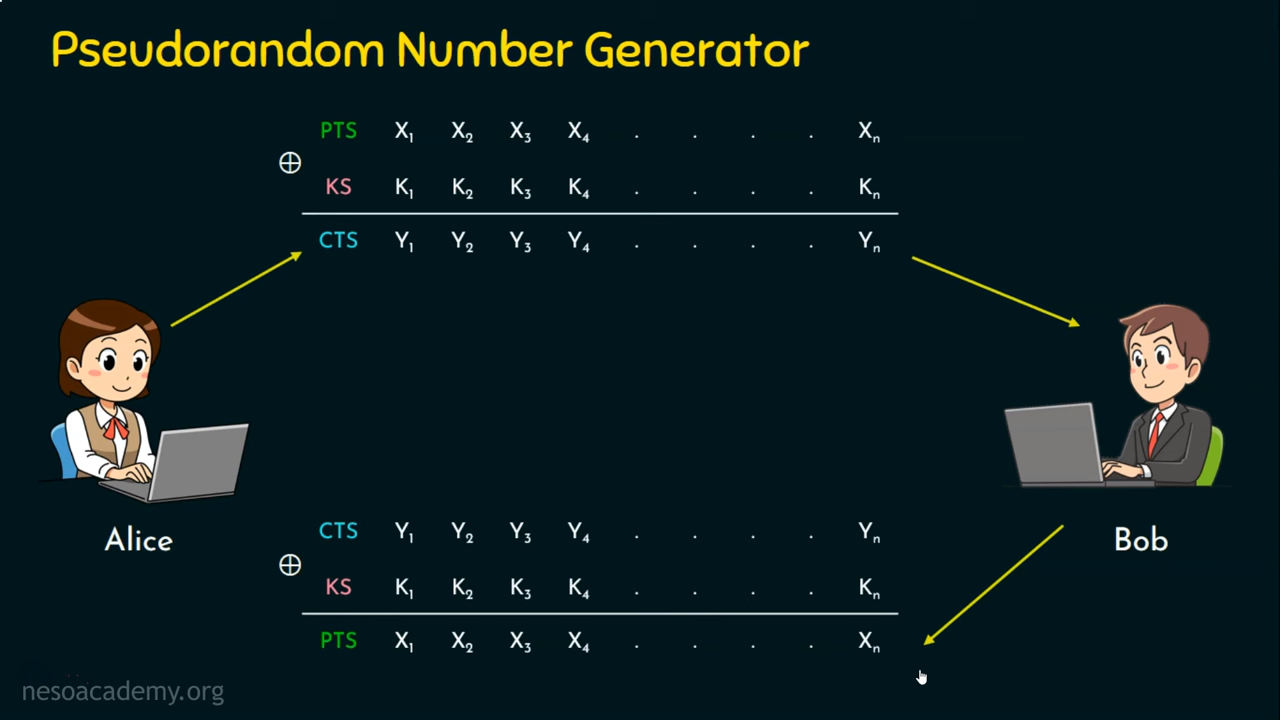 Pseudorandom Number Generator
PTS X₁ X₂ X₃ X₄ . . . . Xₙ
⊕
KS K₁ K₂ K₃ K₄ . . . . Kₙ
CTS Y₁ Y₂ Y₃ Y₄ . . . . Yₙ
Alice
Bob
CTS Y₁ Y₂ Y₃ Y₄ . . . . Yₙ
⊕
KS K₁ K₂ K₃ K₄ . . . . Kₙ
PTS X₁ X₂ X₃ X₄ . . . . Xₙ
nesoacademy.org